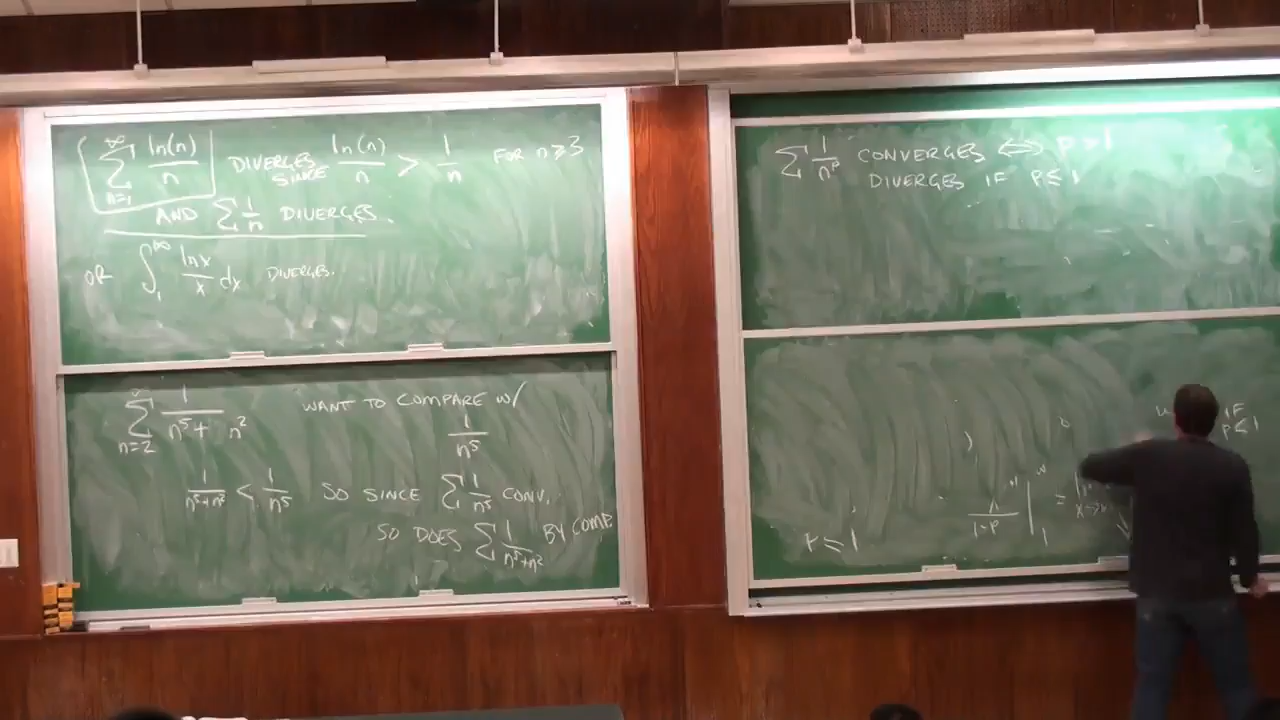 ∞
∑ ln(n)/n DIVERGES SINCE ln(n)/n > 1/n FOR n ≥ 3
n=1
AND ∑ 1/n DIVERGES.
OR ∫₁^∞ lnx/x dx DIVERGES.
∑ 1/(n⁵+ n²) WANT TO COMPARE W/
n=2
1/n⁵
1/(n⁵+n²) < 1/n⁵ SO SINCE ∑ 1/n⁵ CONV.
SO DOES ∑ 1/(n⁵+n²) BY COMP.
∑ 1/nᵖ CONVERGES ⟺ P > 1
DIVERGES IF P ≤ 1
IF
P ≤ 1
1-P